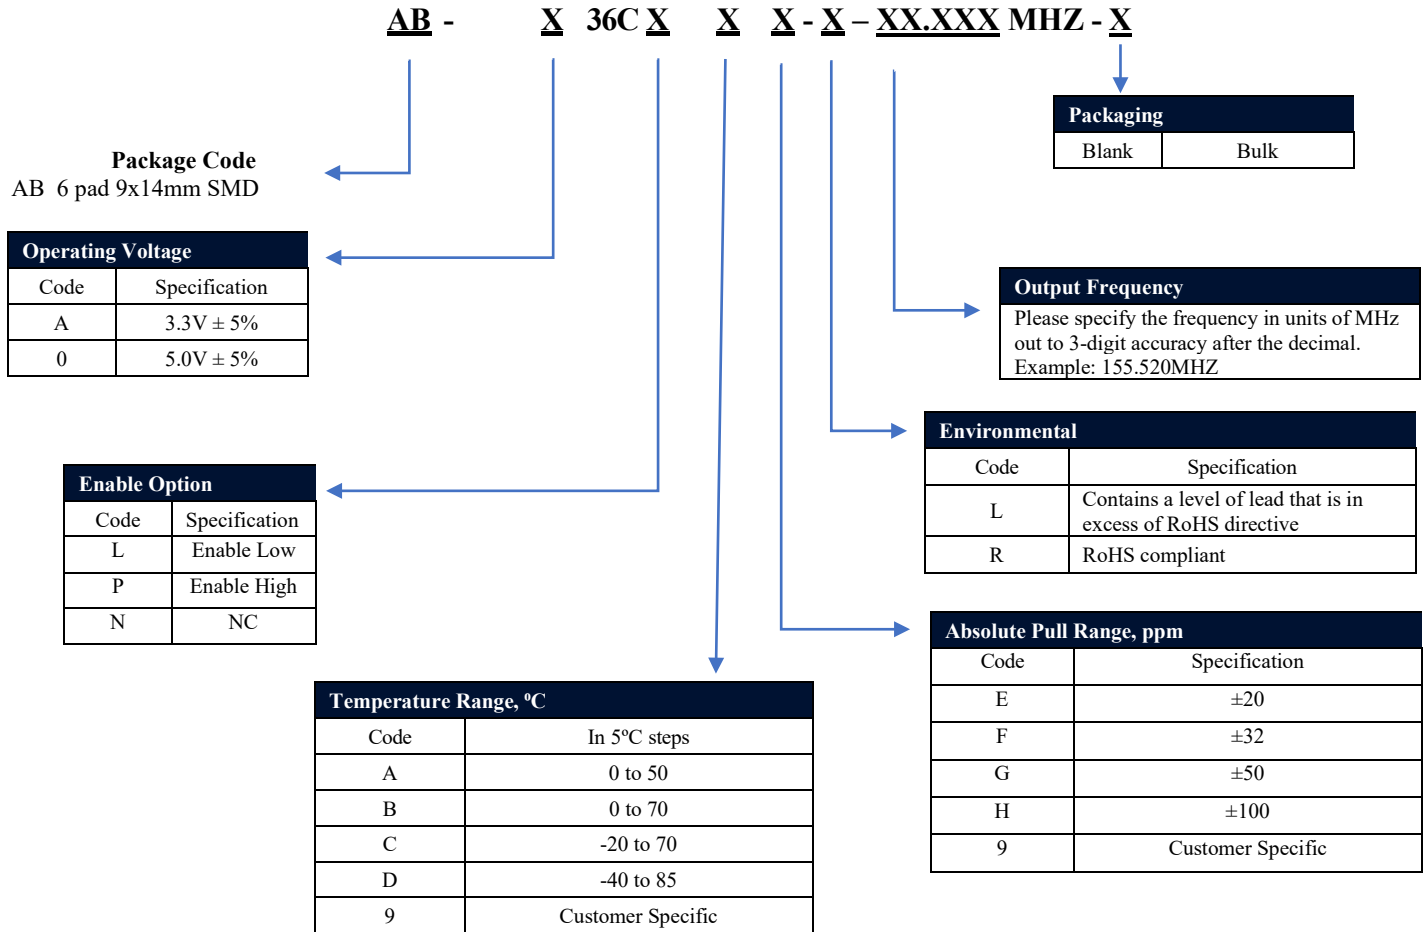 AB - X 36C X X X - X – XX.XXX MHZ - X
Packaging
Blank Bulk
Package Code
AB 6 pad 9x14mm SMD
Operating Voltage
Code Specification
A 3.3V ± 5%
0 5.0V ± 5%
Output Frequency
Please specify the frequency in units of MHz
out to 3-digit accuracy after the decimal.
Example: 155.520MHZ
Environmental
Code Specification
L Contains a level of lead that is in
excess of RoHS directive
R RoHS compliant
Enable Option
Code Specification
L Enable Low
P Enable High
N NC
Absolute Pull Range, ppm
Code Specification
E ±20
F ±32
G ±50
H ±100
9 Customer Specific
Temperature Range, ºC
Code In 5ºC steps
A 0 to 50
B 0 to 70
C -20 to 70
D -40 to 85
9 Customer Specific